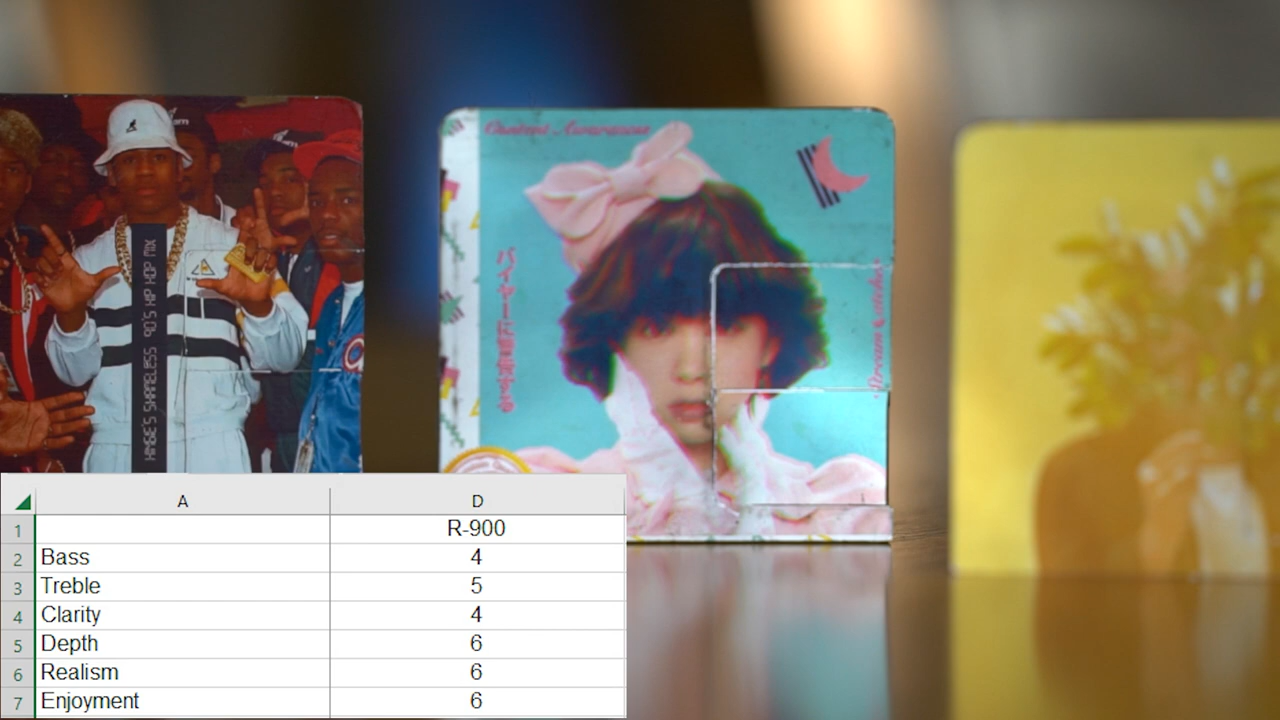 90'S HIP HOP MIX
A D
1 R-900
2 Bass 4
3 Treble 5
4 Clarity 4
5 Depth 6
6 Realism 6
7 Enjoyment 6